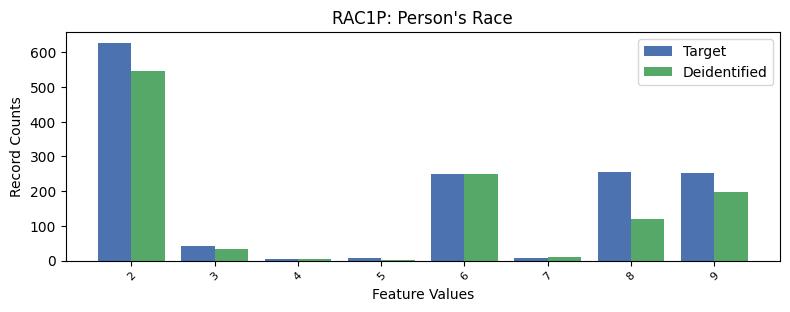 RAC1P: Person's Race
Record Counts
600
500
400
300
200
100
0
Target
Deidentified
2 3 4 5 6 7 8 9
Feature Values